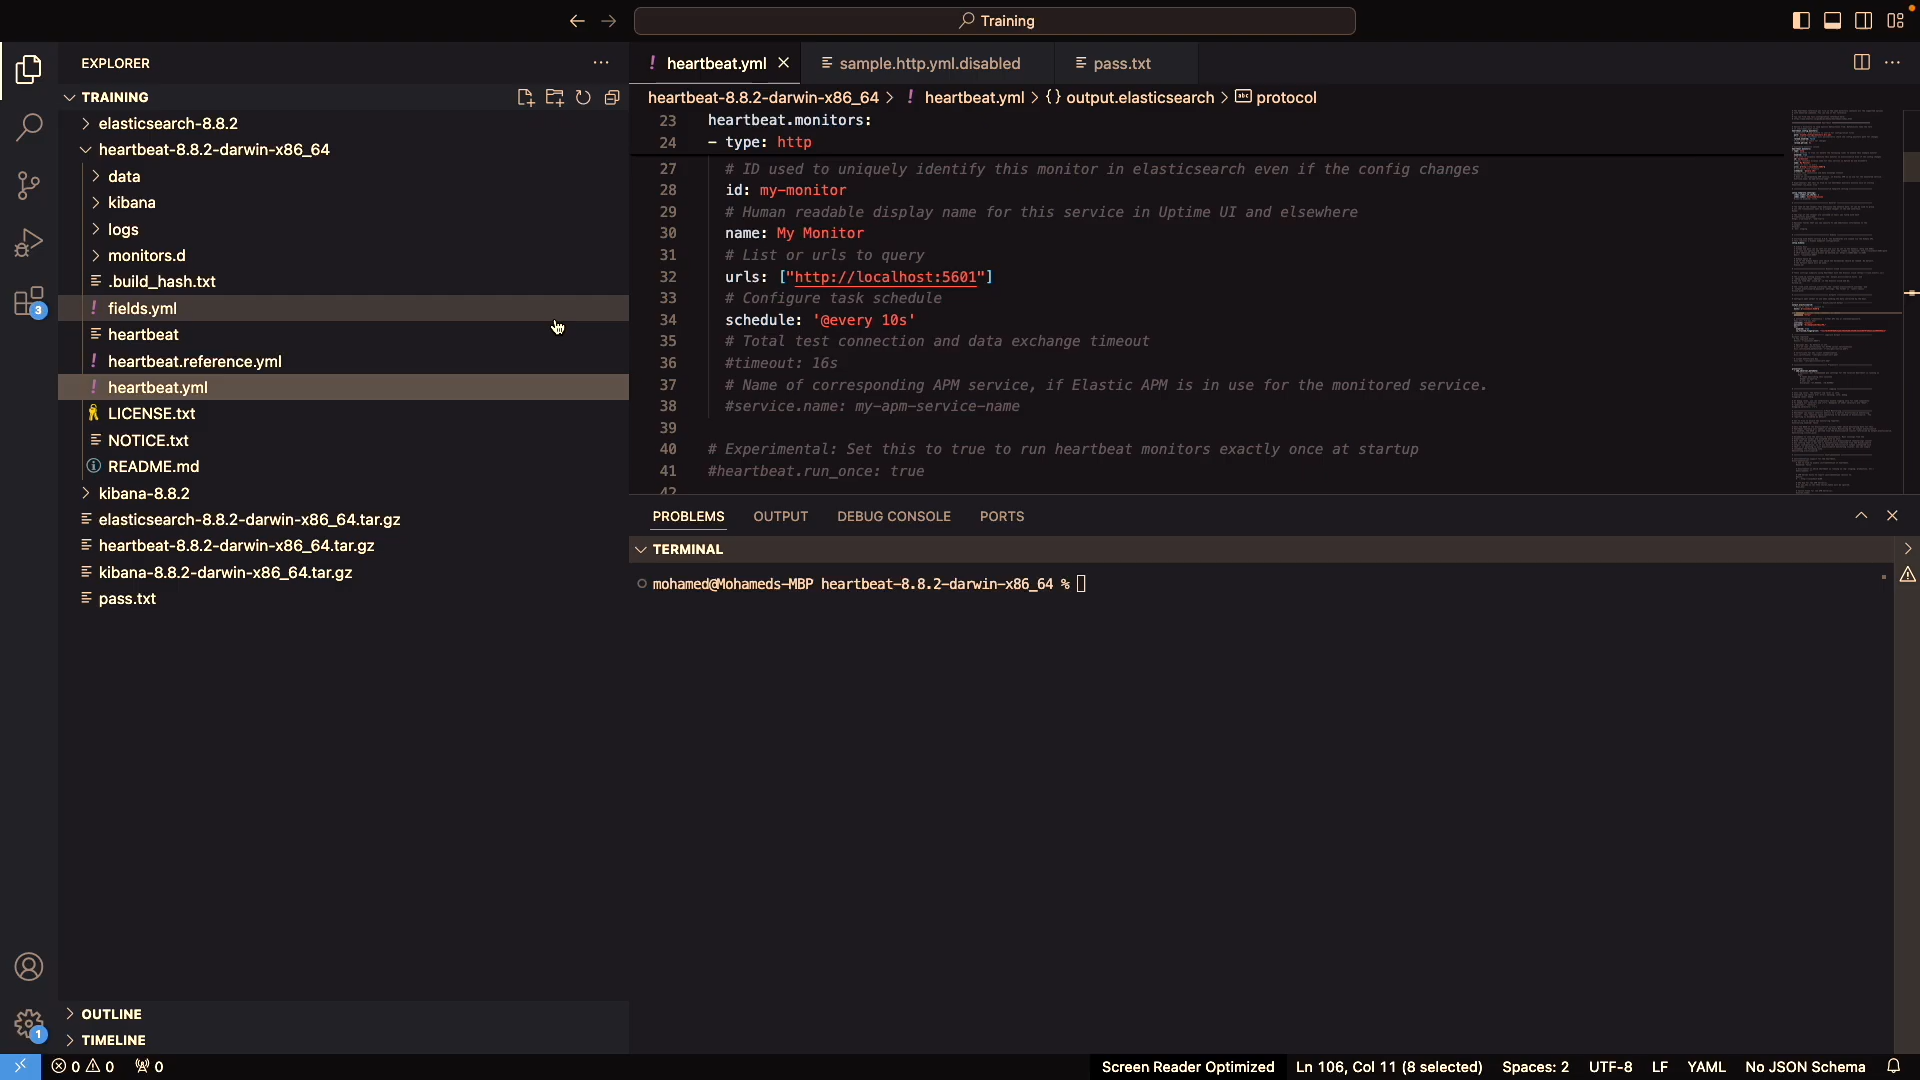 Training
EXPLORER
TRAINING
elasticsearch-8.8.2
heartbeat-8.8.2-darwin-x86_64
data
kibana
logs
monitors.d
.build_hash.txt
fields.yml
heartbeat
heartbeat.reference.yml
heartbeat.yml
LICENSE.txt
NOTICE.txt
README.md
kibana-8.8.2
elasticsearch-8.8.2-darwin-x86_64.tar.gz
heartbeat-8.8.2-darwin-x86_64.tar.gz
kibana-8.8.2-darwin-x86_64.tar.gz
pass.txt
OUTLINE
TIMELINE
3
1
heartbeat.yml sample.http.yml.disabled pass.txt
heartbeat-8.8.2-darwin-x86_64 > ! heartbeat.yml > {} output.elasticsearch > abc protocol
23 heartbeat.monitors:
24 - type: http
27 # ID used to uniquely identify this monitor in elasticsearch even if the config changes
28 id: my-monitor
29 # Human readable display name for this service in Uptime UI and elsewhere
30 name: My Monitor
31 # List or urls to query
32 urls: ["http://localhost:5601"]
33 # Configure task schedule
34 schedule: '@every 10s'
35 # Total test connection and data exchange timeout
36 #timeout: 16s
37 # Name of corresponding APM service, if Elastic APM is in use for the monitored service.
38 #service.name: my-apm-service-name
39
40 # Experimental: Set this to true to run heartbeat monitors exactly once at startup
41 #heartbeat.run_once: true
42
PROBLEMS OUTPUT DEBUG CONSOLE PORTS
TERMINAL
mohamed@Mohameds-MBP heartbeat-8.8.2-darwin-x86_64 %
0 0 0 Screen Reader Optimized Ln 106, Col 11 (8 selected) Spaces: 2 UTF-8 LF YAML No JSON Schema